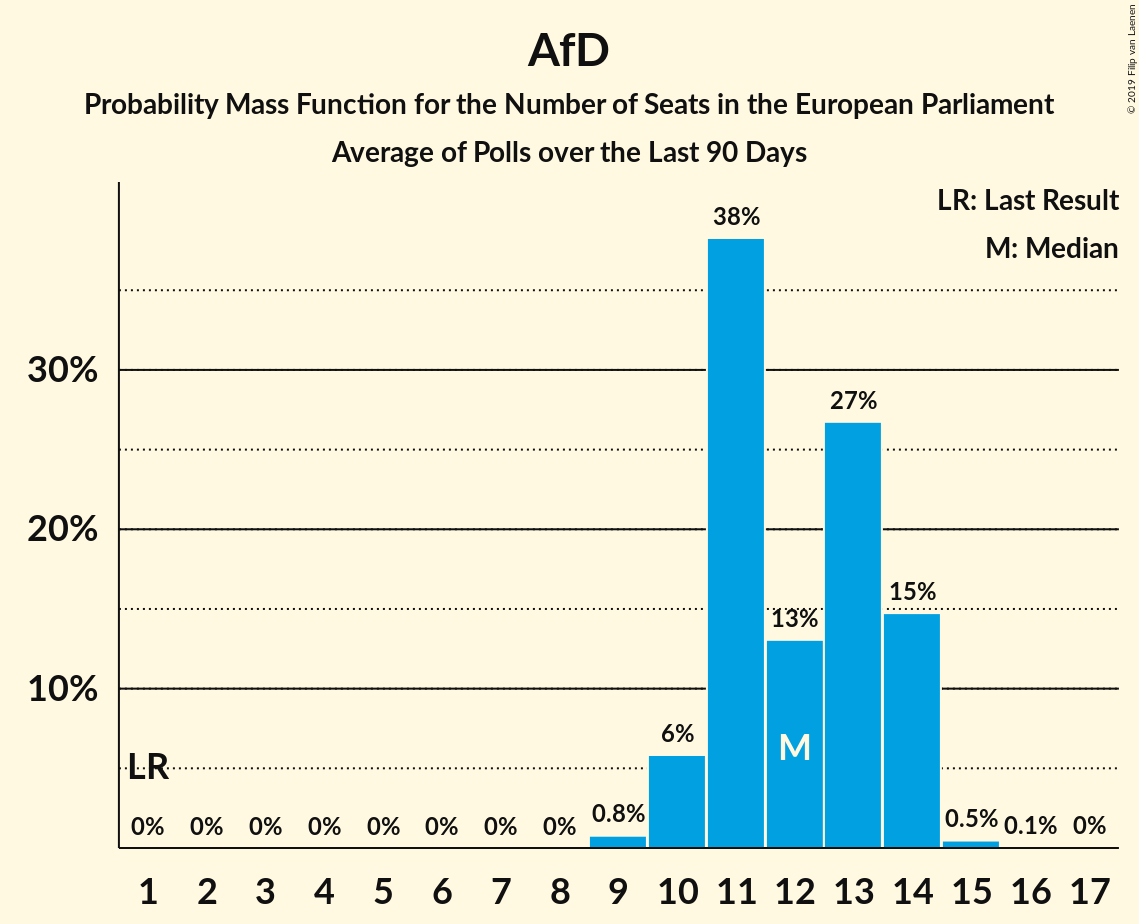 AfD
Probability Mass Function for the Number of Seats in the European Parliament
Average of Polls over the Last 90 Days
© 2019 Filip van Laenen
LR: Last Result
M: Median
38%
30%
27%
20%
15%
13%
10%
6%
M
LR
0% 0% 0% 0% 0% 0% 0% 0% 0.8% 0.5% 0.1% 0%
1 2 3 4 5 6 7 8 9 10 11 12 13 14 15 16 17